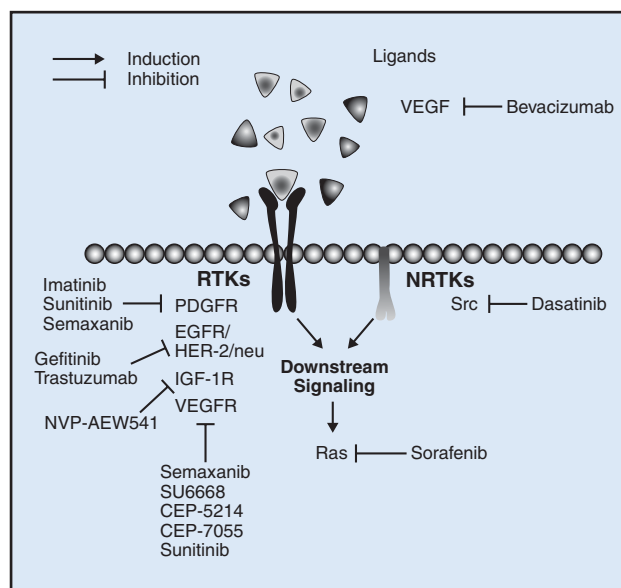 Induction
Inhibition
Ligands
VEGF
Bevacizumab
RTKs
NRTKs
Imatinib
Sunitinib
Semaxanib
PDGFR
Src
Dasatinib
EGFR/
HER-2/neu
Gefitinib
Trastuzumab
IGF-1R
VEGFR
NVP-AEW541
Downstream
Signaling
Ras
Sorafenib
Semaxanib
SU6668
CEP-5214
CEP-7055
Sunitinib